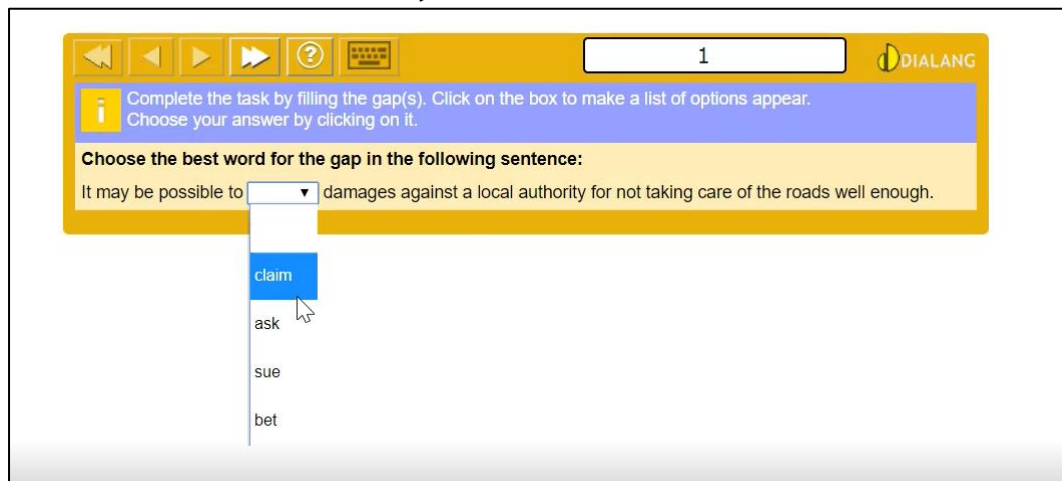 1
DIALANG
i
Complete the task by filling the gap(s). Click on the box to make a list of options appear.
Choose your answer by clicking on it.
Choose the best word for the gap in the following sentence:
It may be possible to damages against a local authority for not taking care of the roads well enough.
claim
ask
sue
bet